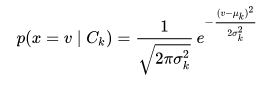 p(x = v | C_k) = \frac{1}{\sqrt{2\pi\sigma_k^2}} e^{-\frac{(v-\mu_k)^2}{2\sigma_k^2}}